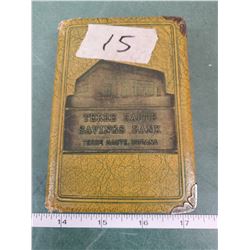 15
TERRE HAUTE
SAVINGS BANK
TERRE HAUTE, INDIANA
14 15 16 17